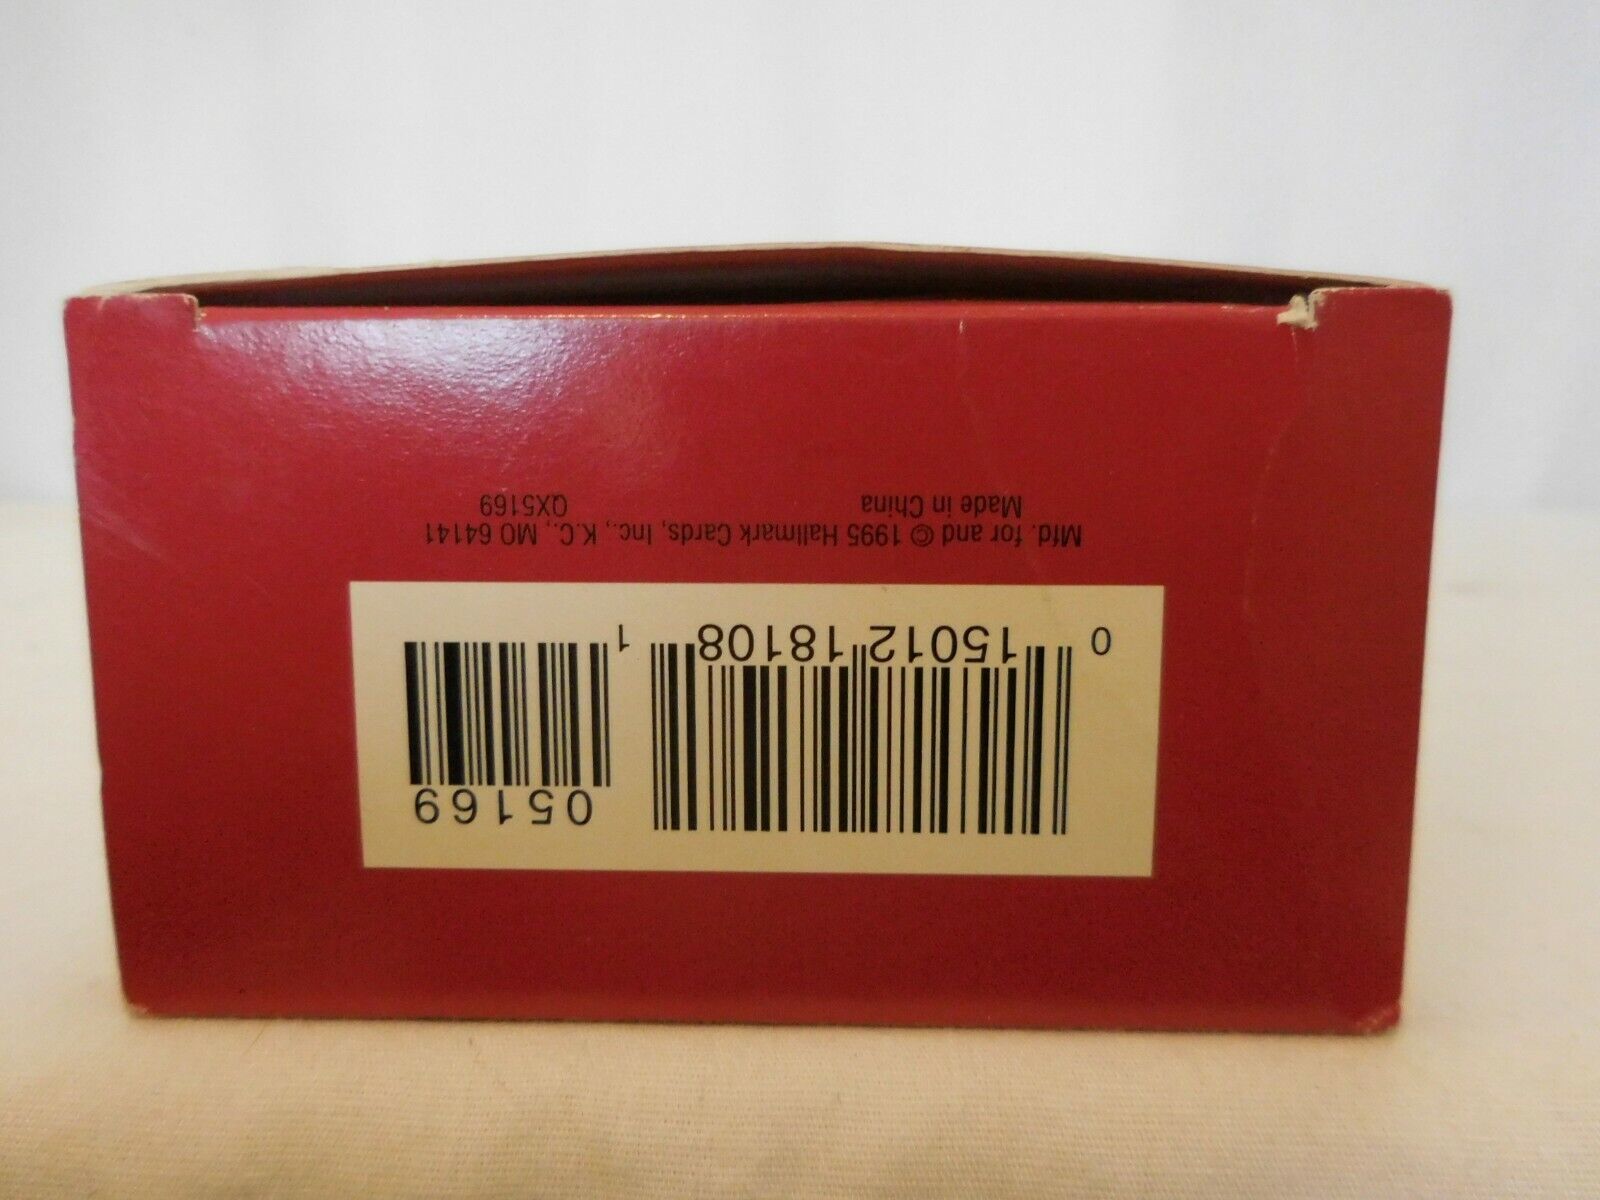 05169
0 15012 18108 1
Mfd. for and © 1995 Hallmark Cards, Inc., K.C., MO 64141
Made in China QX5169